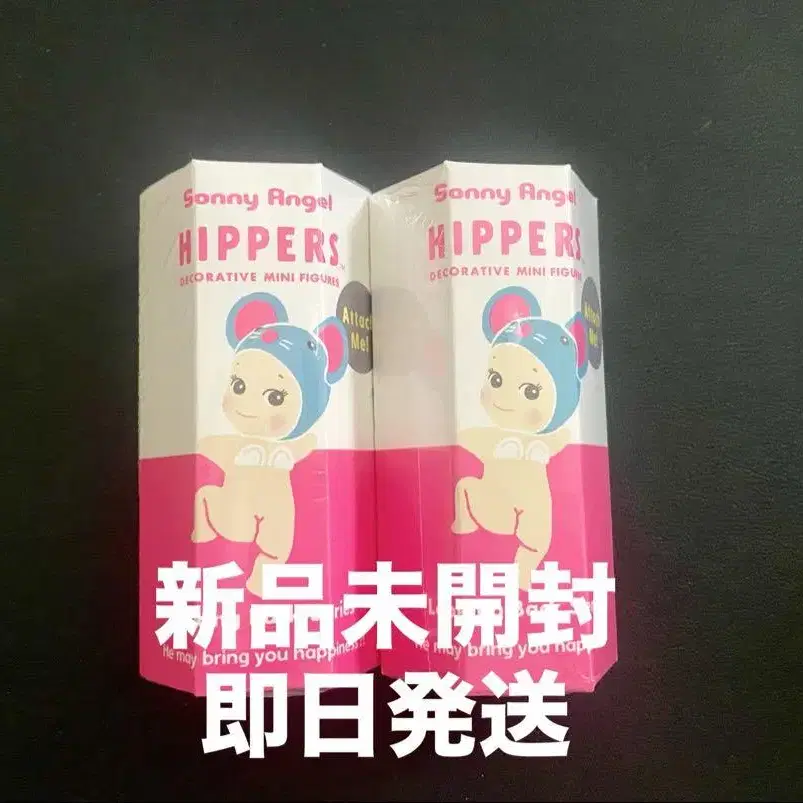 Sonny Angel
HIPPERS
DECORATIVE MINI FIGURES
Attach
Me!
He may bring you happiness!!
Sonny Angel
HIPPERS
DECORATIVE MINI FIGURES
Attach
Me!
He may bring you happ
新品未開封
即日発送